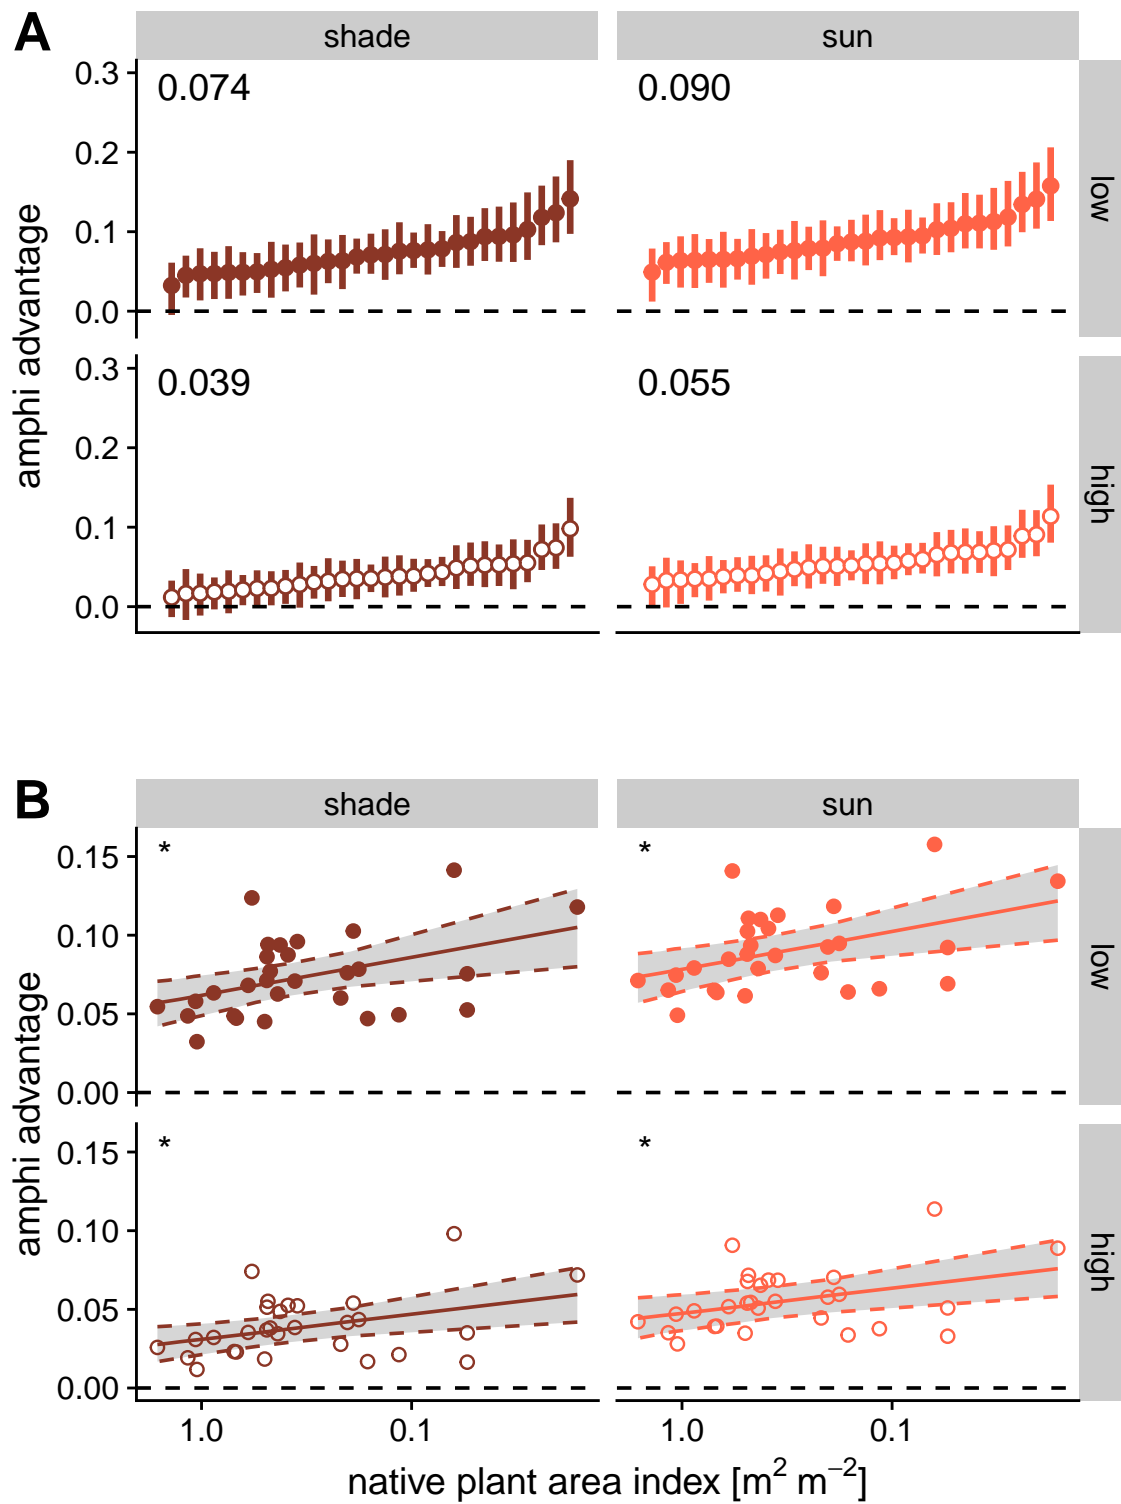 A
shade
sun
0.3
0.2
0.1
0.0
0.074
0.090
low
0.3
0.2
0.1
0.0
0.039
0.055
high
amphi advantage
B
shade
sun
0.15
0.10
0.05
0.00
*
*
low
0.15
0.10
0.05
0.00
*
*
high
amphi advantage
1.0
0.1
1.0
0.1
native plant area index [m² m⁻²]